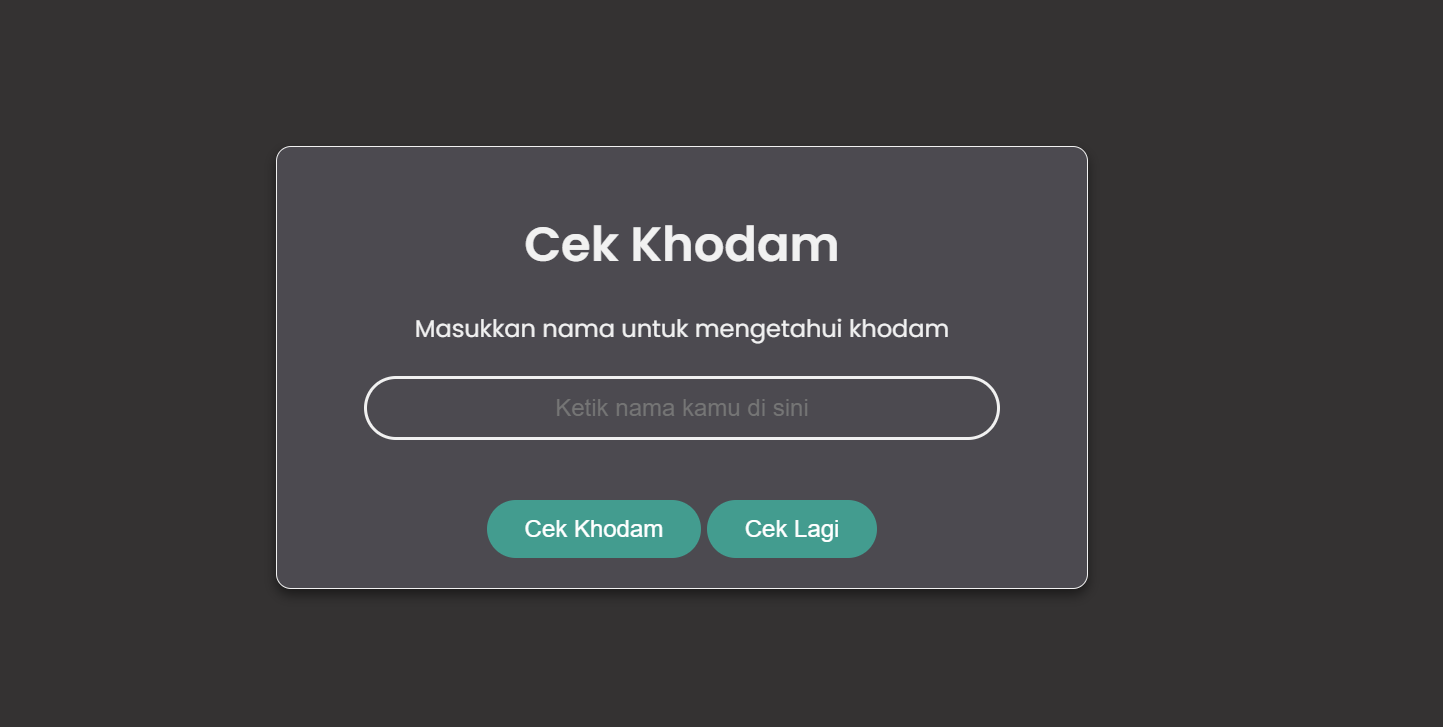 Cek Khodam
Masukkan nama untuk mengetahui khodam
Ketik nama kamu di sini
Cek Khodam Cek Lagi